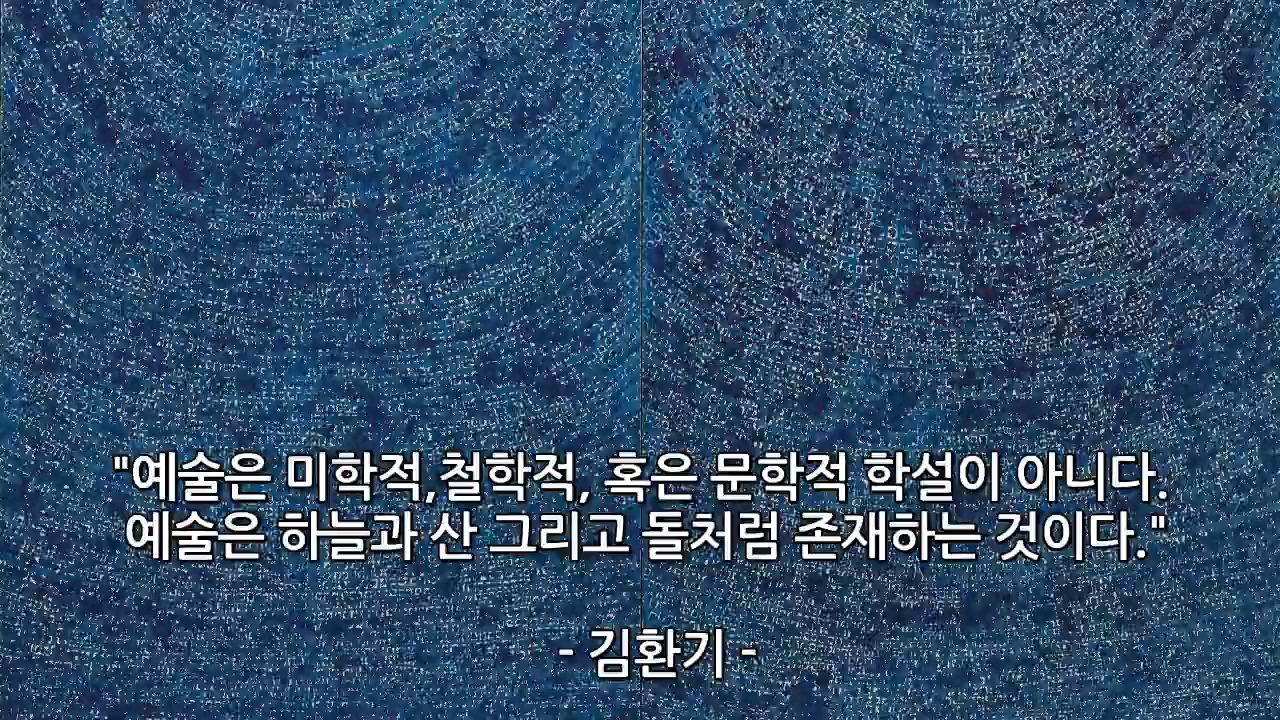 "예술은 미학적,철학적, 혹은 문학적 학설이 아니다.
예술은 하늘과 산 그리고 돌처럼 존재하는 것이다."
- 김환기 -